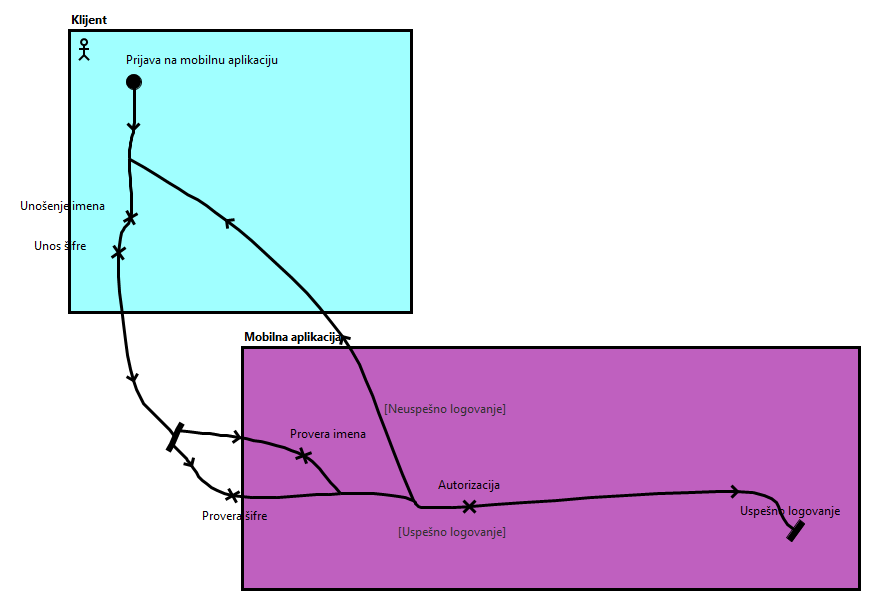 Klijent
Prijava na mobilnu aplikaciju
Unošenje imena
Unos šifre
Mobilna aplikacija
[Neuspešno logovanje]
Provera imena
Autorizacija
Provera šifre
Uspešno logovanje
[Uspešno logovanje]